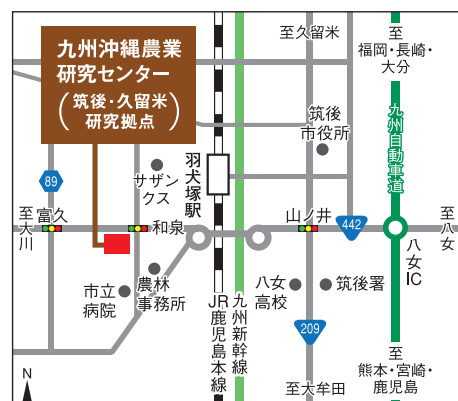 九州沖縄農業
研究センター
(筑後・久留米
研究拠点)
至久留米
至
福岡・長崎・
大分
筑後
市役所
九州自動車道
羽犬塚駅
サザン
クス
89
至大川
富久
和泉
山ノ井
442
至八女
八女IC
市立
病院
農林
事務所
八女
高校
筑後署
JR鹿児島本線
九州新幹線
209
至
熊本・宮崎・
鹿児島
至大牟田
N